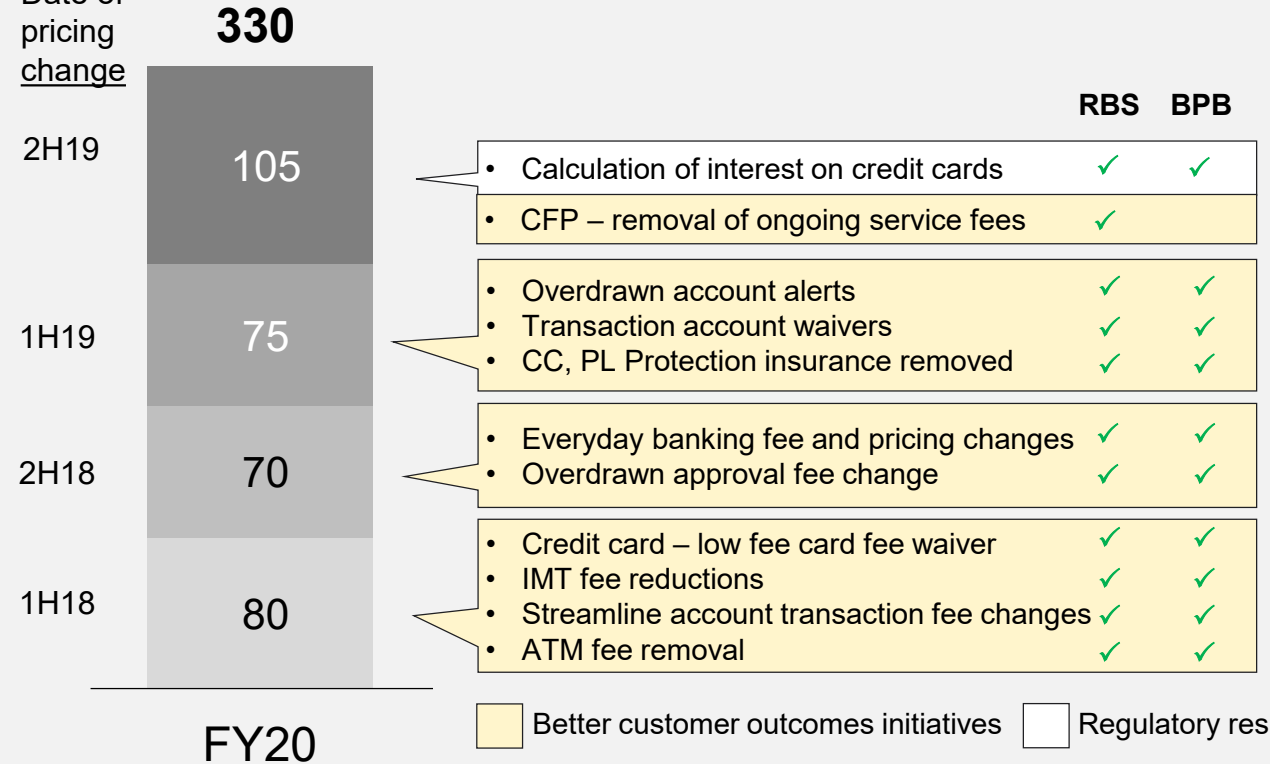 pricing
change
330
RBS BPB
2H19
105
• Calculation of interest on credit cards ✓ ✓
• CFP – removal of ongoing service fees ✓
1H19
75
• Overdrawn account alerts ✓ ✓
• Transaction account waivers ✓ ✓
• CC, PL Protection insurance removed ✓ ✓
2H18
70
• Everyday banking fee and pricing changes ✓ ✓
• Overdrawn approval fee change ✓ ✓
1H18
80
• Credit card – low fee card fee waiver ✓ ✓
• IMT fee reductions ✓ ✓
• Streamline account transaction fee changes ✓ ✓
• ATM fee removal ✓ ✓
FY20
Better customer outcomes initiatives
Regulatory res